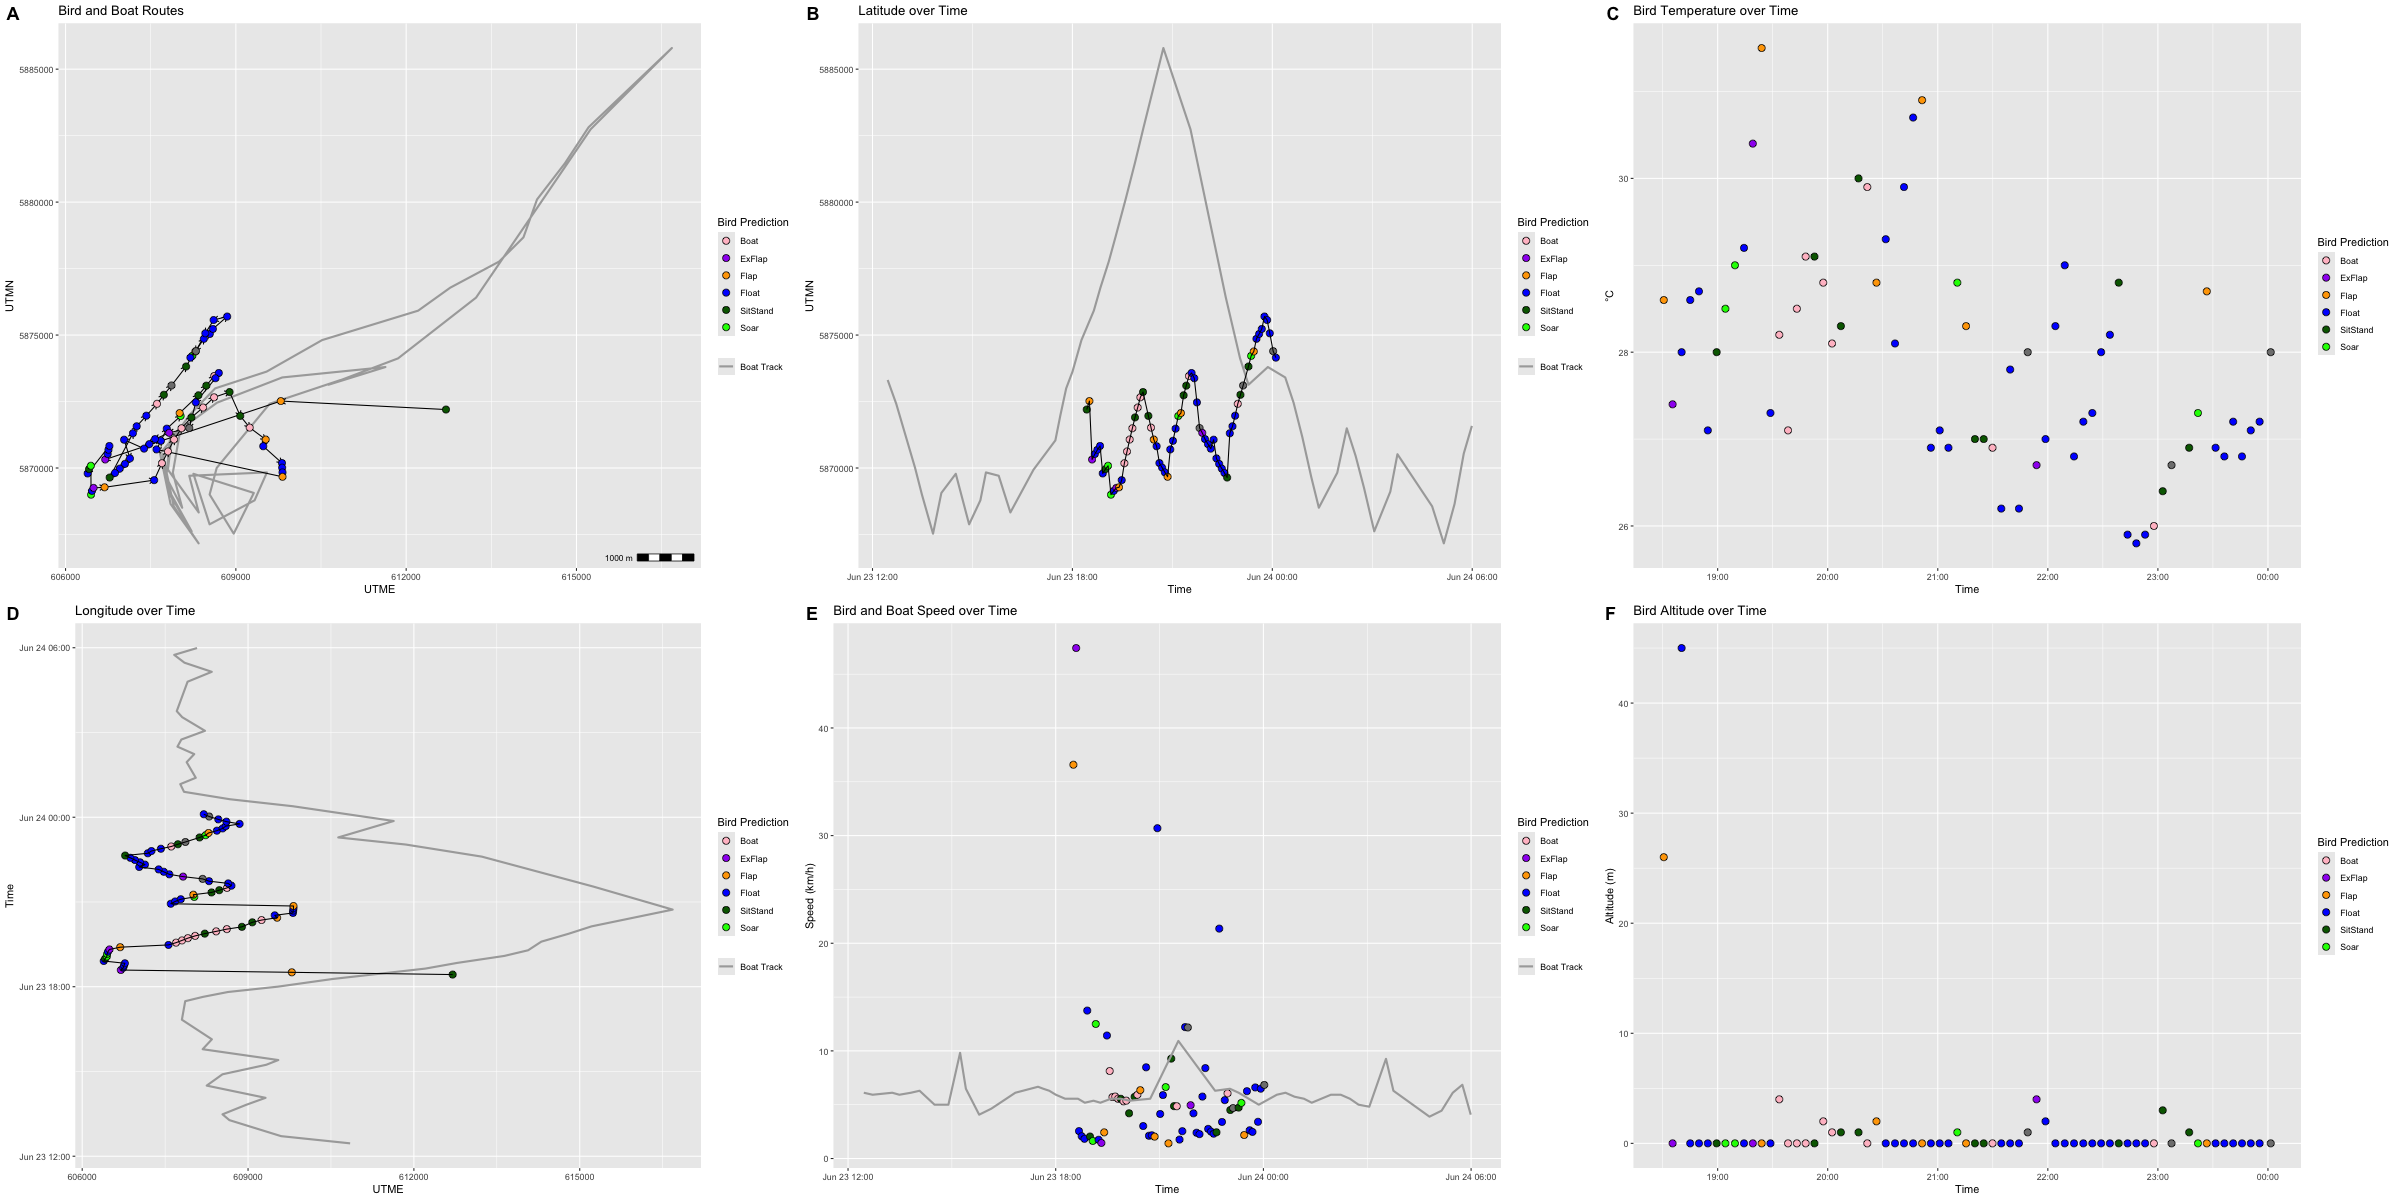 A Bird and Boat Routes
5885000
5880000
5875000
5870000
UTMN
606000 609000 612000 615000
UTME
1000 m
Bird Prediction
Boat
ExFlap
Flap
Float
SitStand
Soar
Boat Track
B Latitude over Time
5885000
5880000
5875000
5870000
UTMN
Jun 23 12:00 Jun 23 18:00 Jun 24 00:00 Jun 24 06:00
Time
Bird Prediction
Boat
ExFlap
Flap
Float
SitStand
Soar
Boat Track
C Bird Temperature over Time
30
28
26
°C
19:00 20:00 21:00 22:00 23:00 00:00
Time
Bird Prediction
Boat
ExFlap
Flap
Float
SitStand
Soar
D Longitude over Time
Jun 24 06:00
Jun 24 00:00
Jun 23 18:00
Jun 23 12:00
Time
606000 609000 612000 615000
UTME
Bird Prediction
Boat
ExFlap
Flap
Float
SitStand
Soar
Boat Track
E Bird and Boat Speed over Time
40
30
20
10
0
Speed (km/h)
Jun 23 12:00 Jun 23 18:00 Jun 24 00:00 Jun 24 06:00
Time
Bird Prediction
Boat
ExFlap
Flap
Float
SitStand
Soar
Boat Track
F Bird Altitude over Time
40
30
20
10
0
Altitude (m)
19:00 20:00 21:00 22:00 23:00 00:00
Time
Bird Prediction
Boat
ExFlap
Flap
Float
SitStand
Soar